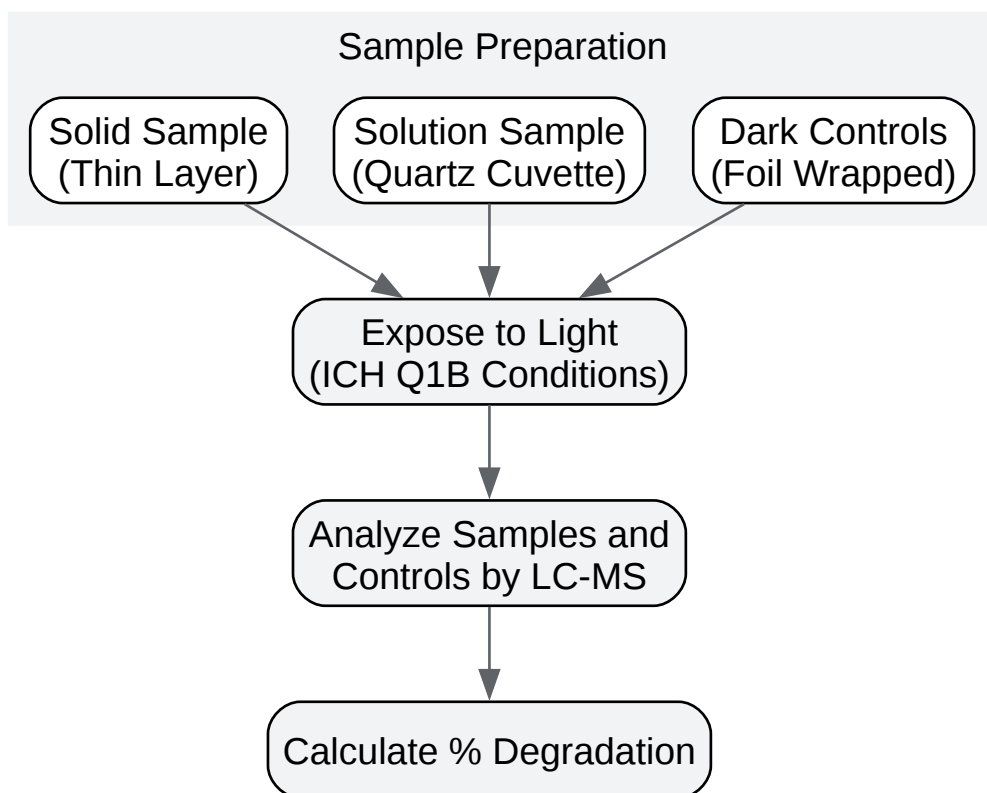 Sample Preparation
Solid Sample
(Thin Layer)
Solution Sample
(Quartz Cuvette)
Dark Controls
(Foil Wrapped)
Expose to Light
(ICH Q1B Conditions)
Analyze Samples and
Controls by LC-MS
Calculate % Degradation